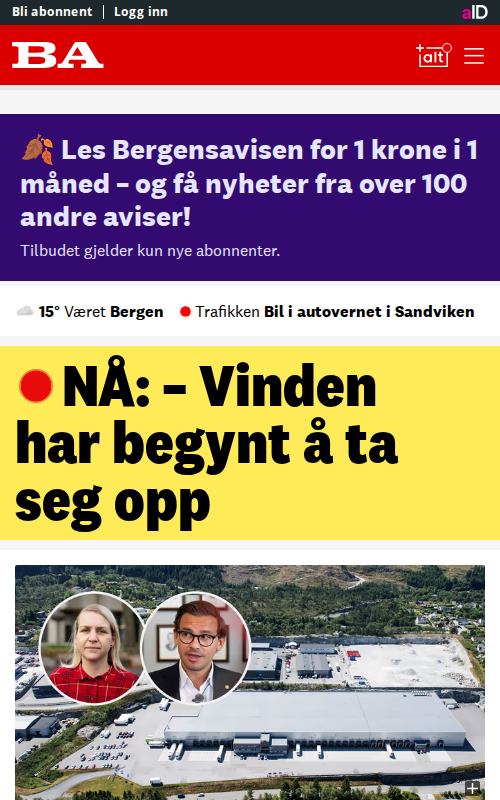 Bli abonnent | Logg inn
aID
BA
alt
Les Bergensavisen for 1 krone i 1
måned – og få nyheter fra over 100
andre aviser!
Tilbudet gjelder kun nye abonnenter.
15° Været Bergen
Trafikken Bil i autovernet i Sandviken
NÅ: – Vinden
har begynt å ta
seg opp